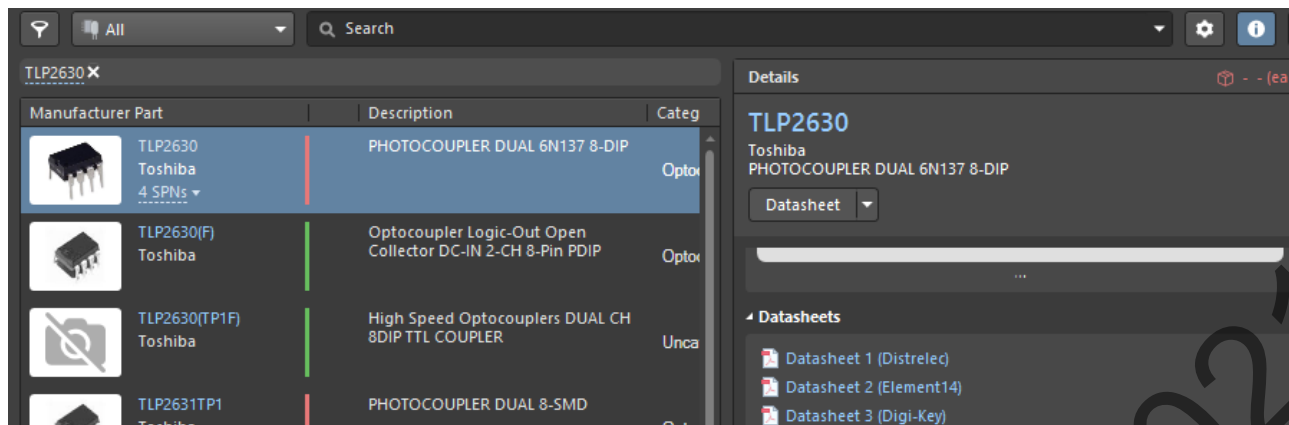 All
Search
TLP2630
Manufacturer Part Description Categ
TLP2630 PHOTOCOUPLER DUAL 6N137 8-DIP
Toshiba
4 SPNs
TLP2630(F) Optocoupler Logic-Out Open
Toshiba Collector DC-IN 2-CH 8-Pin PDIP
TLP2630(TP1F) High Speed Optocouplers DUAL CH
Toshiba 8DIP TTL COUPLER
Unca
TLP2631TP1 PHOTOCOUPLER DUAL 8-SMD
Details - - (ea
TLP2630
Toshiba
PHOTOCOUPLER DUAL 6N137 8-DIP
Datasheet
...
Datasheets
Datasheet 1 (Distrelec)
Datasheet 2 (Element14)
Datasheet 3 (Digi-Key)